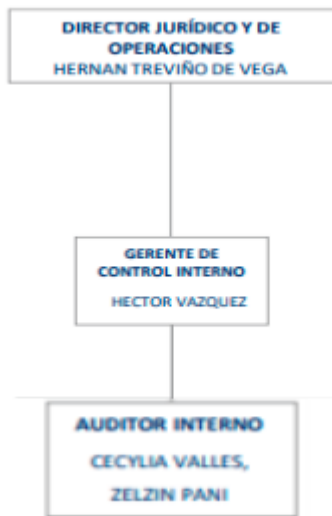 DIRECTOR JURÍDICO Y DE
OPERACIONES
HERNAN TREVIÑO DE VEGA
GERENTE DE
CONTROL INTERNO
HECTOR VAZQUEZ
AUDITOR INTERNO
CECYLIA VALLES,
ZELZIN PANI